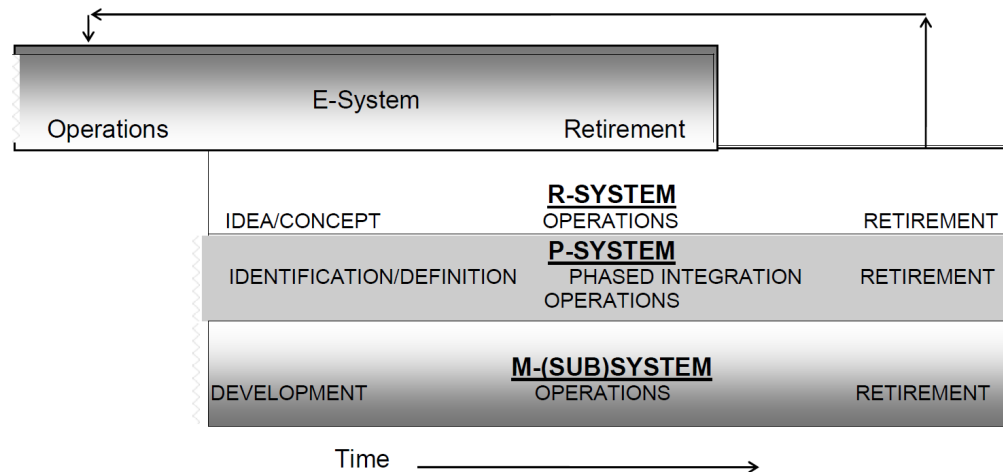 E-System
Operations Retirement
R-SYSTEM
IDEA/CONCEPT OPERATIONS RETIREMENT
P-SYSTEM
IDENTIFICATION/DEFINITION PHASED INTEGRATION RETIREMENT
OPERATIONS
M-(SUB)SYSTEM
DEVELOPMENT OPERATIONS RETIREMENT
Time